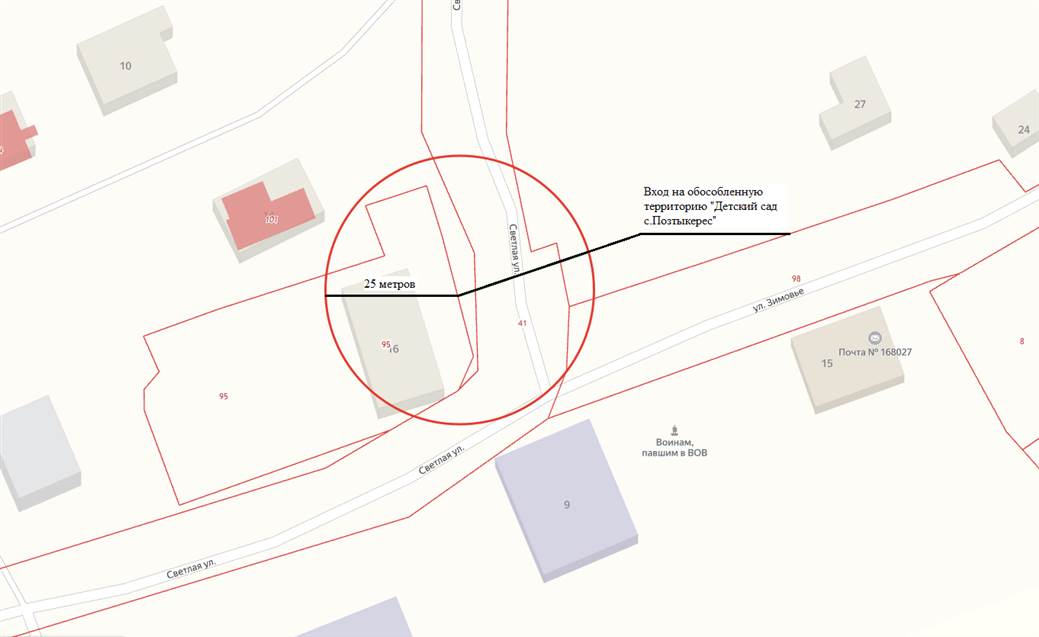 С
10
27
24
101
Вход на обособленную
территорию "Детский сад
с.Позтыкерес"
Светлая ул.
25 метров
98
ул. Зимовье
41
95
16
8
15
Почта № 168027
95
Воинам,
павшим в ВОВ
Светлая ул.
9
Светлая ул.